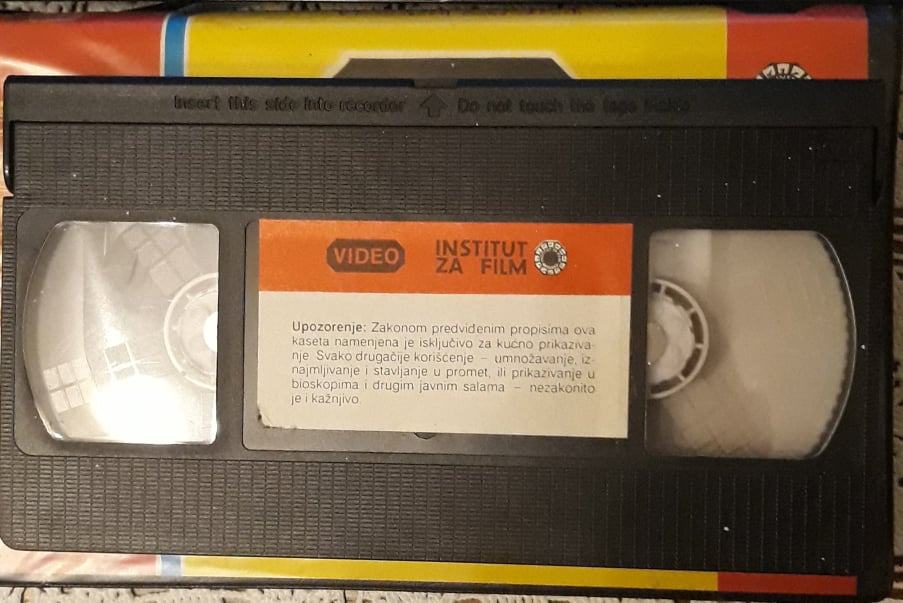 Insert this side into recorder Do not touch the tape inside
VIDEO
INSTITUT
ZA FILM
Upozorenje: Zakonom predviđenim propisima ova
kaseta namenjena je isključivo za kućno prikaziva-
nje. Svako drugačije korišćenje – umnožavanje, iz-
najmljivanje i stavljanje u promet, ili prikazivanje u
bioskopima i drugim javnim salama – nezakonito
je i kažnjivo.